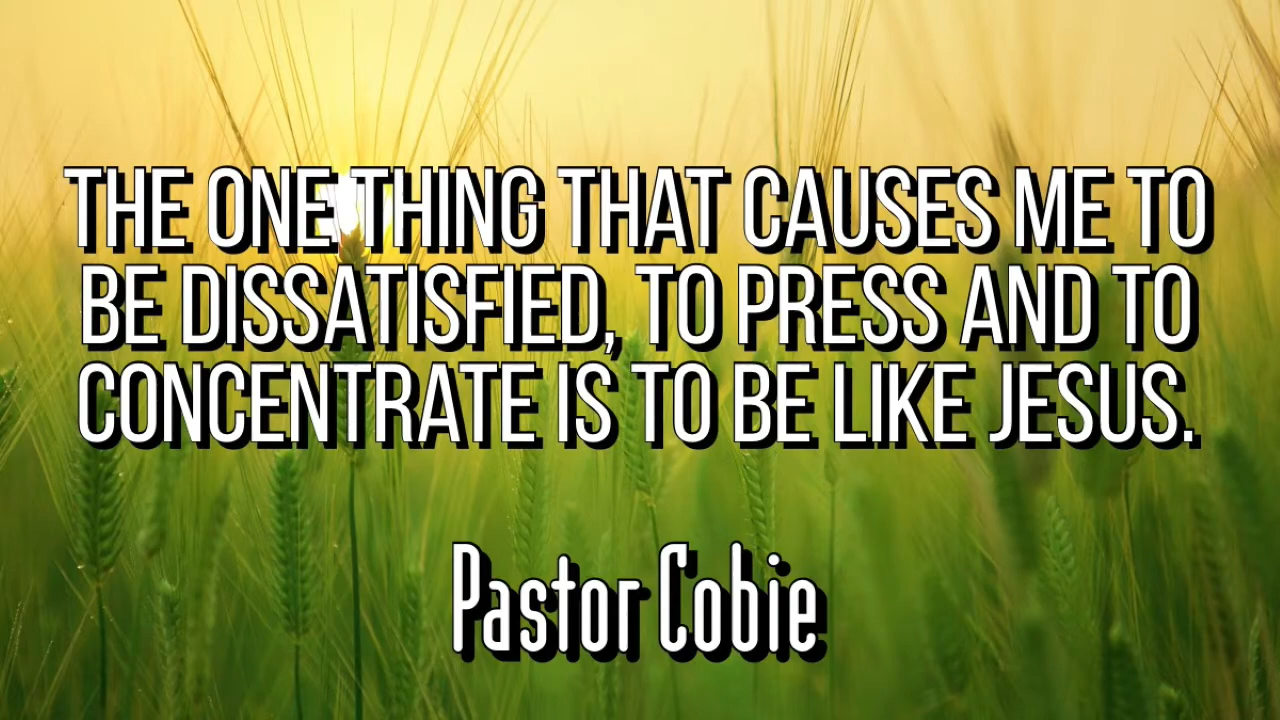 THE ONE THING THAT CAUSES ME TO
BE DISSATISFIED, TO PRESS AND TO
CONCENTRATE IS TO BE LIKE JESUS.
Pastor Cobie